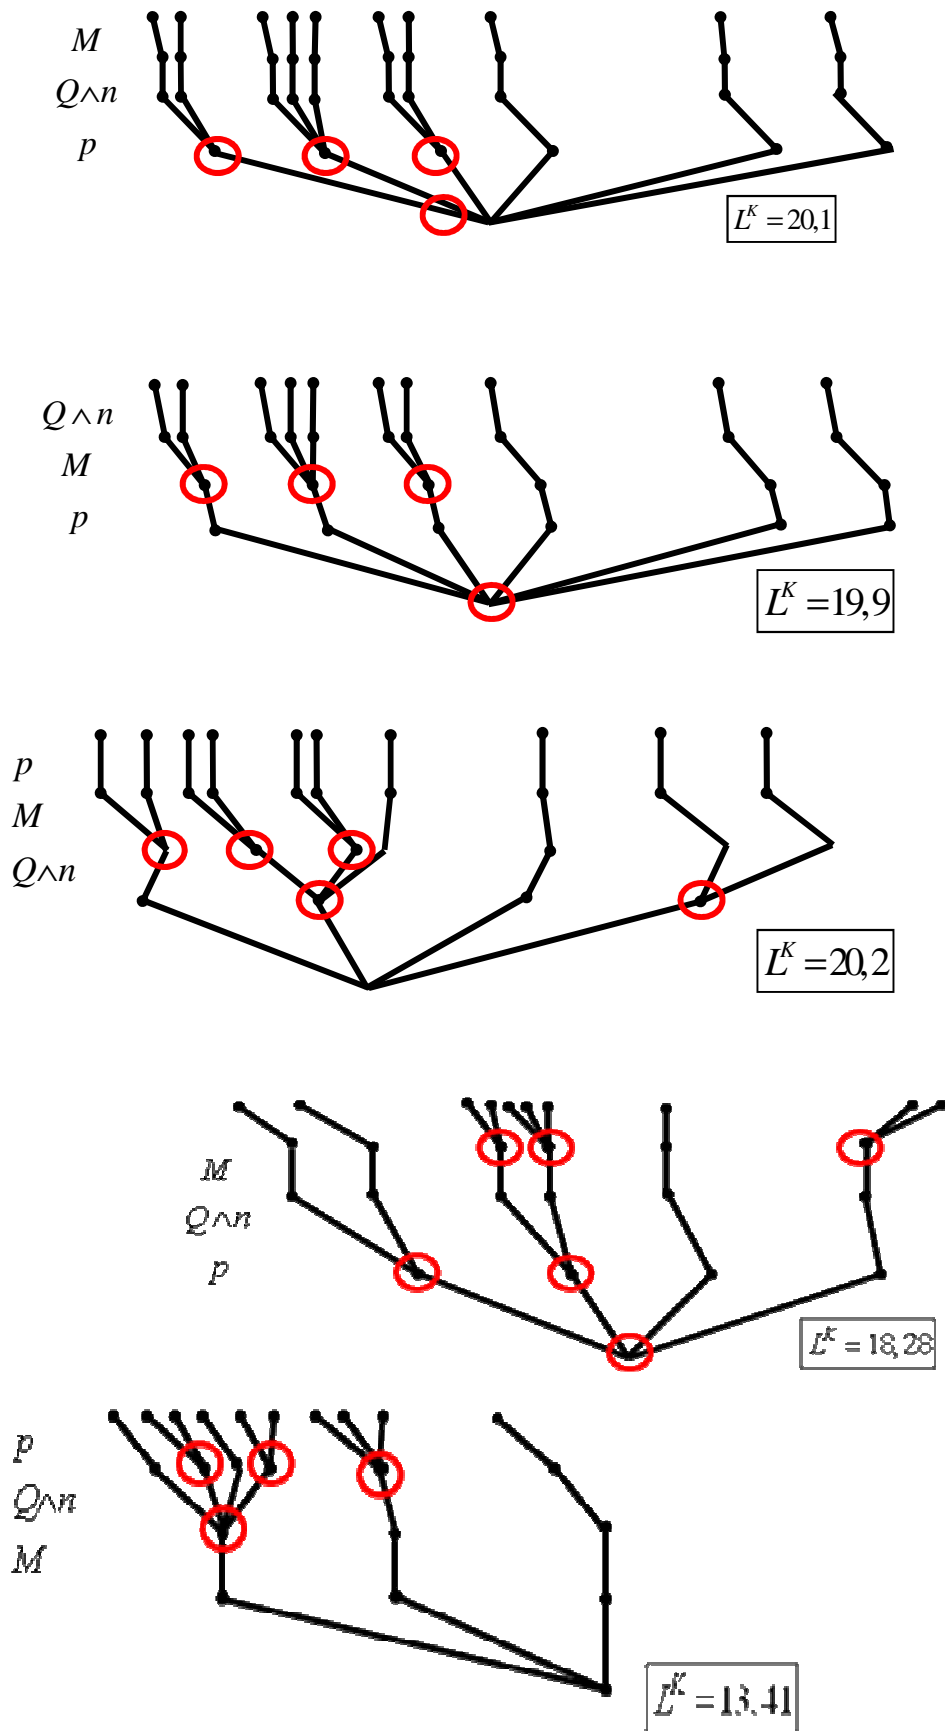 M
Q∧n
p
L^K = 20,1
Q ∧ n
M
p
L^K = 19,9
p
M
Q∧n
L^K = 20,2
M
Q∧n
p
L^K = 18,28
p
Q∧n
M
L^K = 13,41